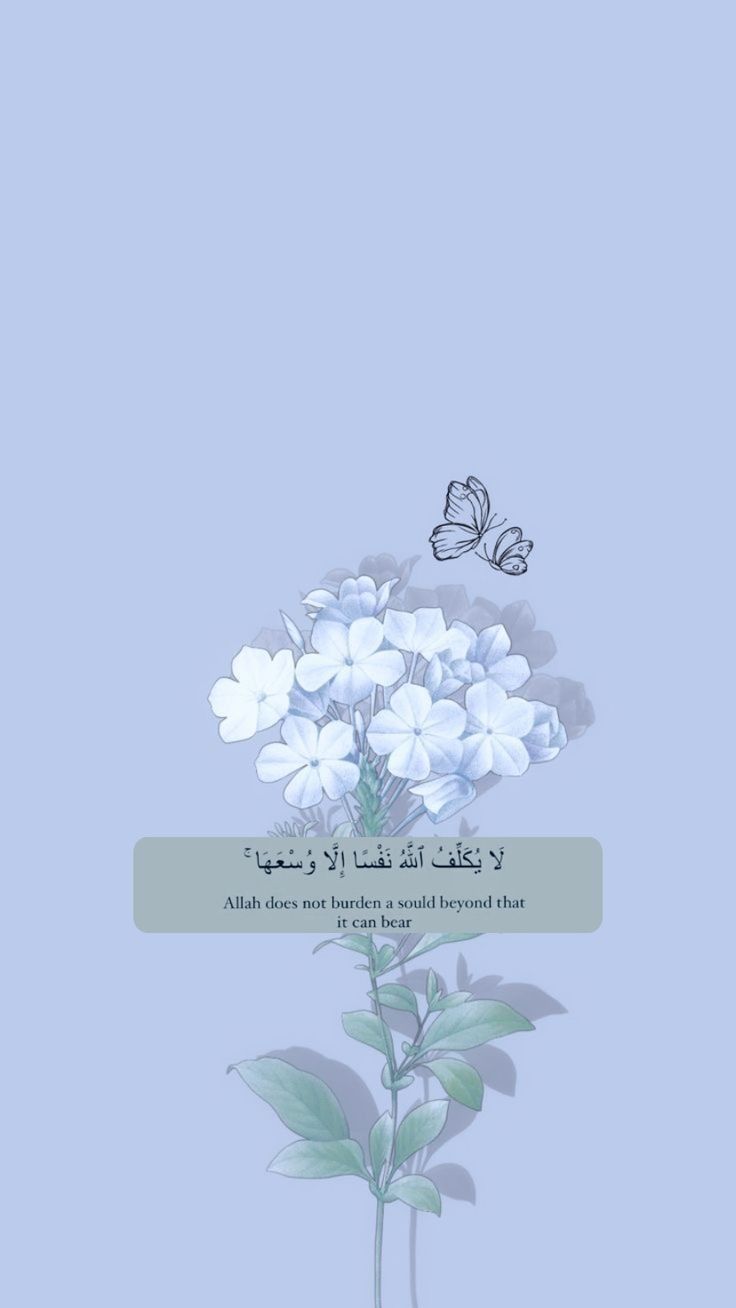 لَا يُكَلِّفُ ٱللَّهُ نَفْسًا إِلَّا وُسْعَهَا ۚ
Allah does not burden a sould beyond that
it can bear